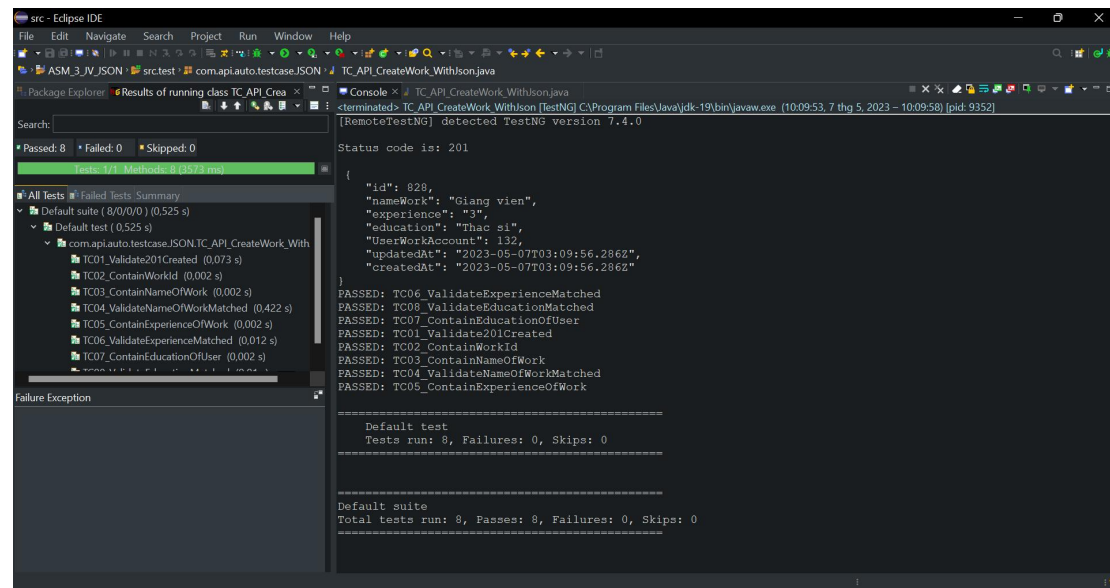 src - Eclipse IDE
File Edit Navigate Search Project Run Window Help
ASM_3_JV_JSON src.test com.api.auto.testcase.JSON TC_API_CreateWork_WithJson.java
Package Explorer Results of running class TC_API_Crea
Search:
Passed: 8 Failed: 0 Skipped: 0
Tests: 1/1 Methods: 8 (3573 ms)
All Tests Failed Tests Summary
Default suite ( 8/0/0/0 ) (0,525 s)
Default test ( 0,525 s)
com.api.auto.testcase.JSON.TC_API_CreateWork_With
TC01_Validate201Created (0,073 s)
TC02_ContainWorkId (0,002 s)
TC03_ContainNameOfWork (0,002 s)
TC04_ValidateNameOfWorkMatched (0,422 s)
TC05_ContainExperienceOfWork (0,002 s)
TC06_ValidateExperienceMatched (0,012 s)
TC07_ContainEducationOfUser (0,002 s)
Failure Exception
Console TC_API_CreateWork_WithJson.java
<terminated> TC_API_CreateWork_WithJson [TestNG] C:\Program Files\Java\jdk-19\bin\javaw.exe (10:09:53, 7 thg 5, 2023 – 10:09:58) [pid: 9352]
[RemoteTestNG] detected TestNG version 7.4.0
Status code is: 201
{
"id": 828,
"nameWork": "Giang vien",
"experience": "3",
"education": "Thac si",
"UserWorkAccount": 132,
"updatedAt": "2023-05-07T03:09:56.286Z",
"createdAt": "2023-05-07T03:09:56.286Z"
}
PASSED: TC06_ValidateExperienceMatched
PASSED: TC08_ValidateEducationMatched
PASSED: TC07_ContainEducationOfUser
PASSED: TC01_Validate201Created
PASSED: TC02_ContainWorkId
PASSED: TC03_ContainNameOfWork
PASSED: TC04_ValidateNameOfWorkMatched
PASSED: TC05_ContainExperienceOfWork
===============================================
Default test
Tests run: 8, Failures: 0, Skips: 0
===============================================
===============================================
Default suite
Total tests run: 8, Passes: 8, Failures: 0, Skips: 0
===============================================